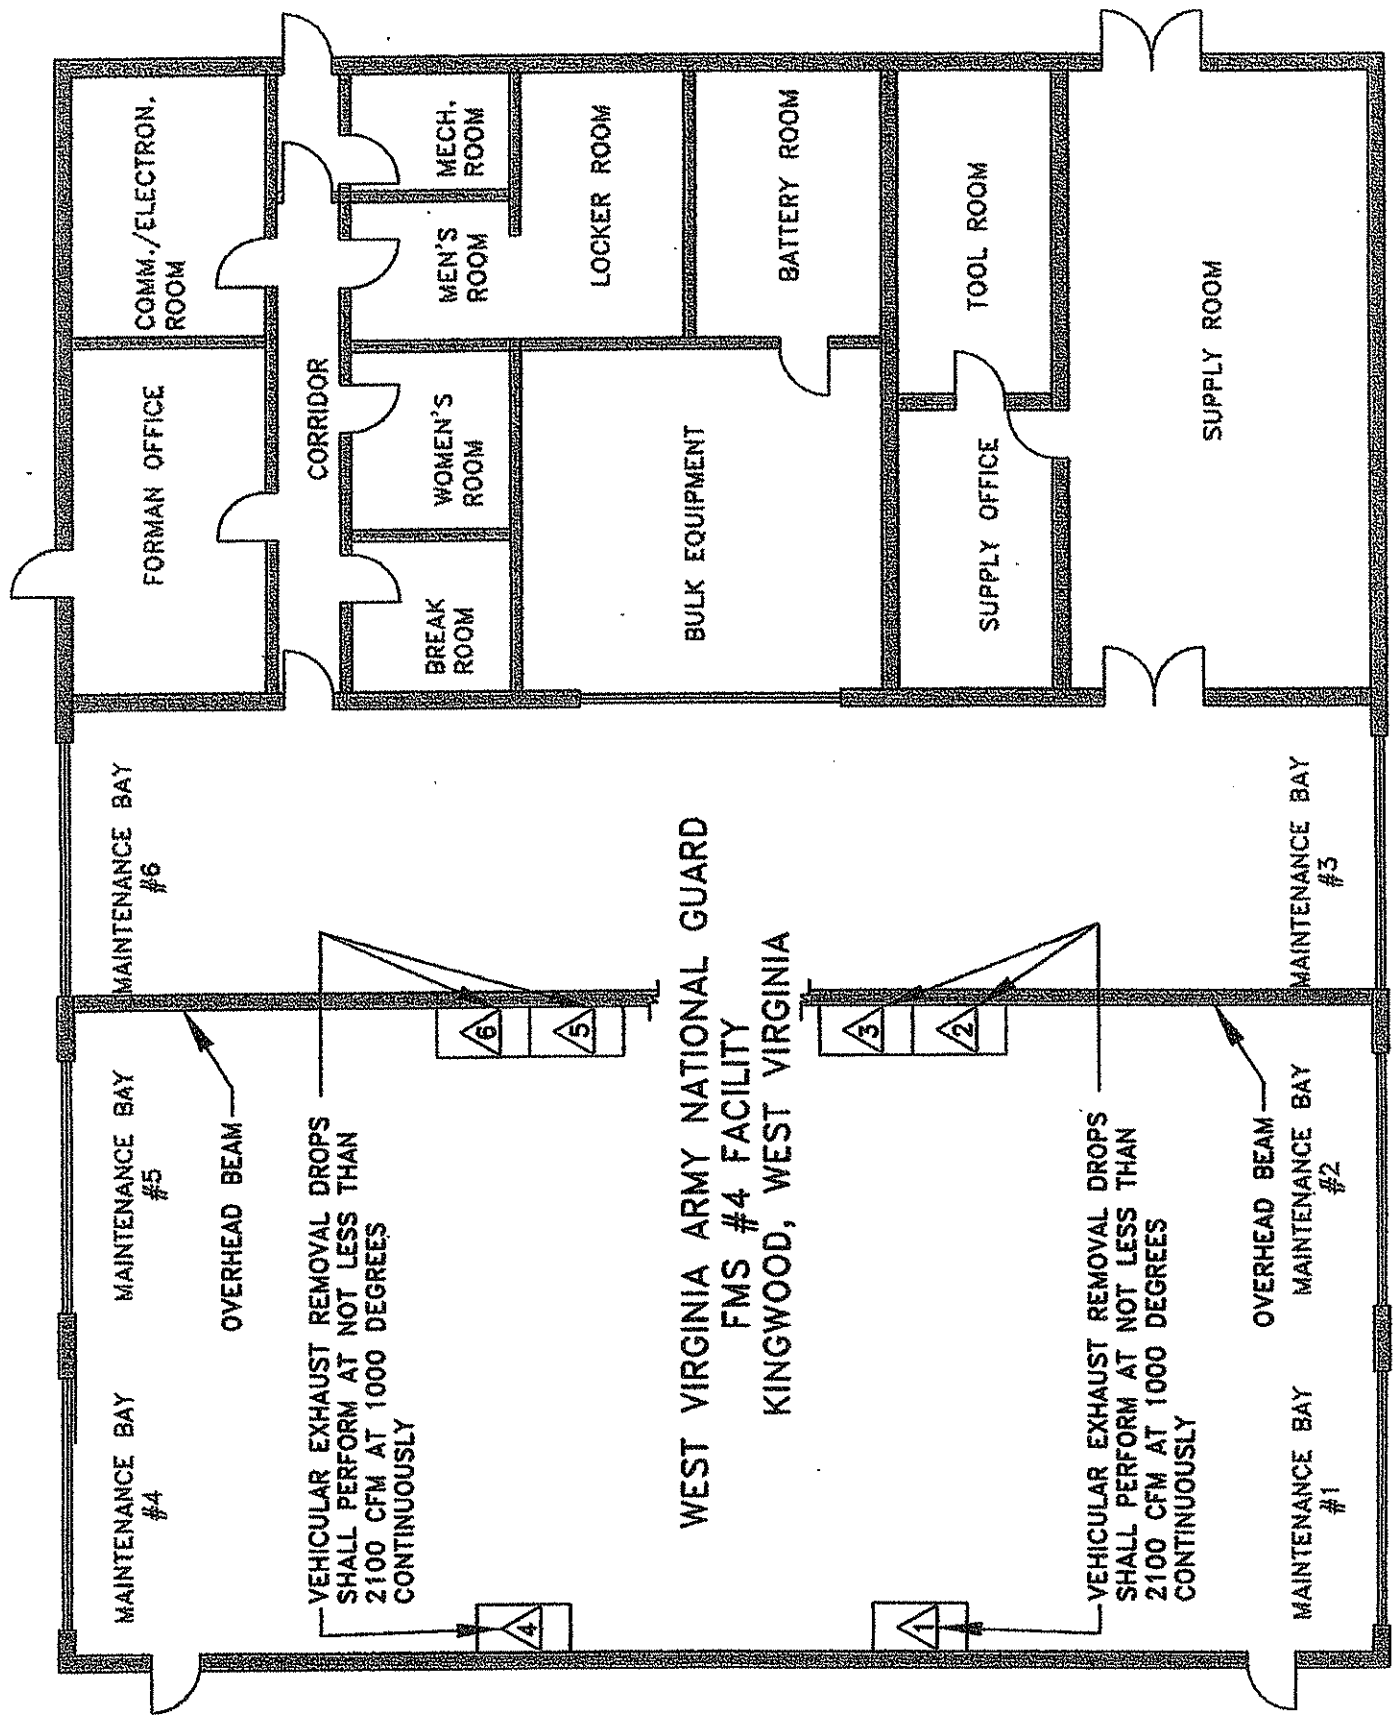 MAINTENANCE BAY
#4
MAINTENANCE BAY
#5
MAINTENANCE BAY
#6
FORMAN OFFICE
COMM./ELECTRON.
ROOM
OVERHEAD BEAM
CORRIDOR
VEHICULAR EXHAUST REMOVAL DROPS
SHALL PERFORM AT NOT LESS THAN
2100 CFM AT 1000 DEGREES
CONTINUOUSLY
BREAK
ROOM
WOMEN'S
ROOM
MEN'S
ROOM
MECH.
ROOM
4
6
5
LOCKER ROOM
WEST VIRGINIA ARMY NATIONAL GUARD
FMS #4 FACILITY
KINGWOOD, WEST VIRGINIA
BULK EQUIPMENT
BATTERY ROOM
3
2
1
SUPPLY OFFICE
TOOL ROOM
VEHICULAR EXHAUST REMOVAL DROPS
SHALL PERFORM AT NOT LESS THAN
2100 CFM AT 1000 DEGREES
CONTINUOUSLY
SUPPLY ROOM
OVERHEAD BEAM
MAINTENANCE BAY
#1
MAINTENANCE BAY
#2
MAINTENANCE BAY
#3